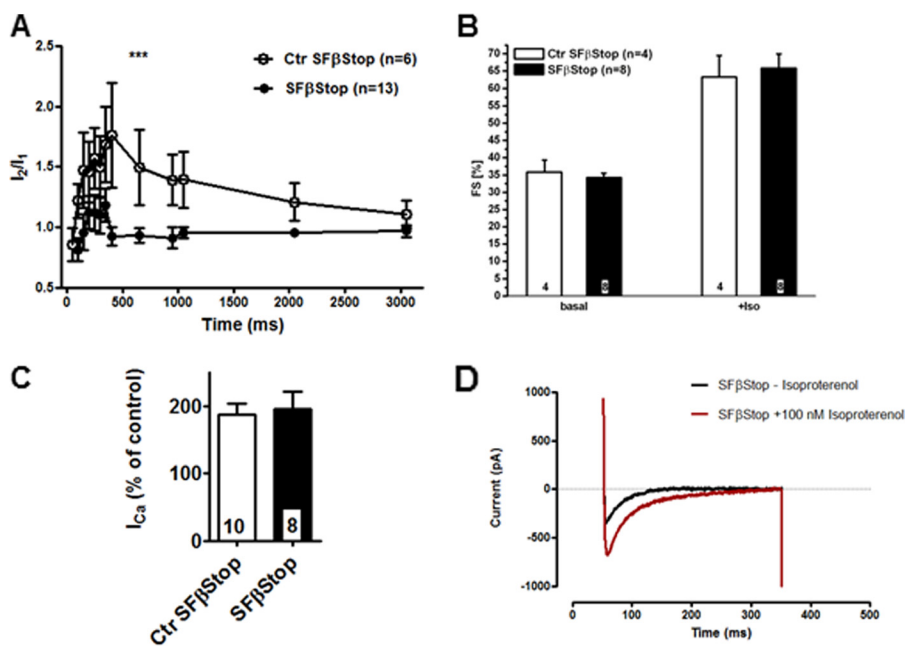 A
***
Ctr SFβStop (n=6)
SFβStop (n=13)
2.5
2.0
1.5
1.0
0.5
I2/I1
0 500 1000 1500 2000 2500 3000
Time (ms)
B
Ctr SFβStop (n=4)
SFβStop (n=8)
70
65
60
55
50
45
40
35
30
25
20
15
10
5
0
FS [%]
4 8 4 8
basal +Iso
C
200
100
0
ICa (% of control)
10 8
Ctr SFβStop
SFβStop
D
SFβStop - Isoproterenol
SFβStop +100 nM Isoproterenol
1000
500
0
-500
-1000
Current (pA)
0 100 200 300 400 500
Time (ms)